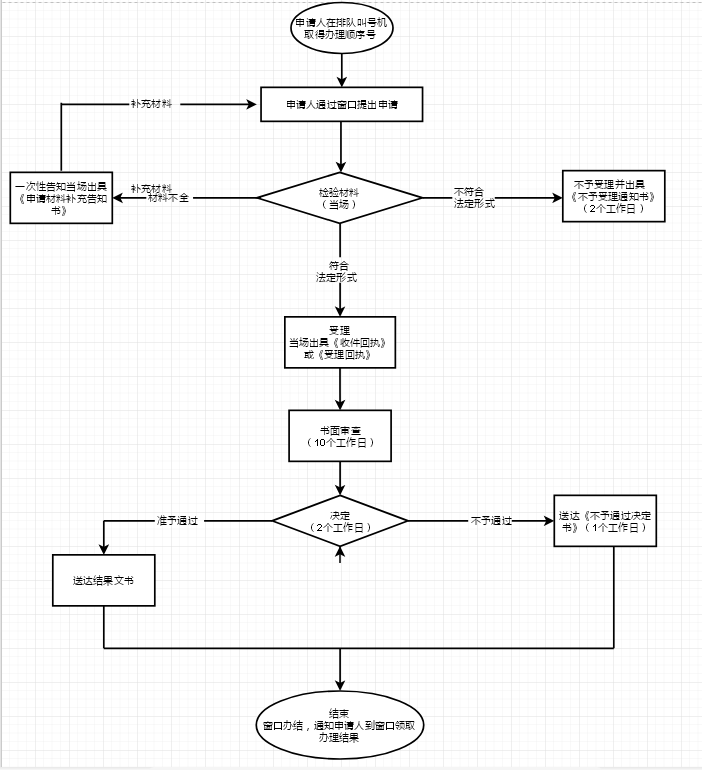 申请人在排队叫号机
取得办理顺序号
申请人通过窗口提出申请
补充材料
一次性告知当场出具
《申请材料补充告知
书》
补充材料
材料不全
检验材料
（当场）
不符合
法定形式
不予受理并出具
《不予受理通知书》
（2个工作日）
符合
法定形式
受理
当场出具《收件回执》
或《受理回执》
书面审查
（10个工作日）
准予通过
决定
（2个工作日）
不予通过
送达《不予通过决定
书》（1个工作日）
送达结果文书
结束
窗口办结，通知申请人到窗口领取
办理结果